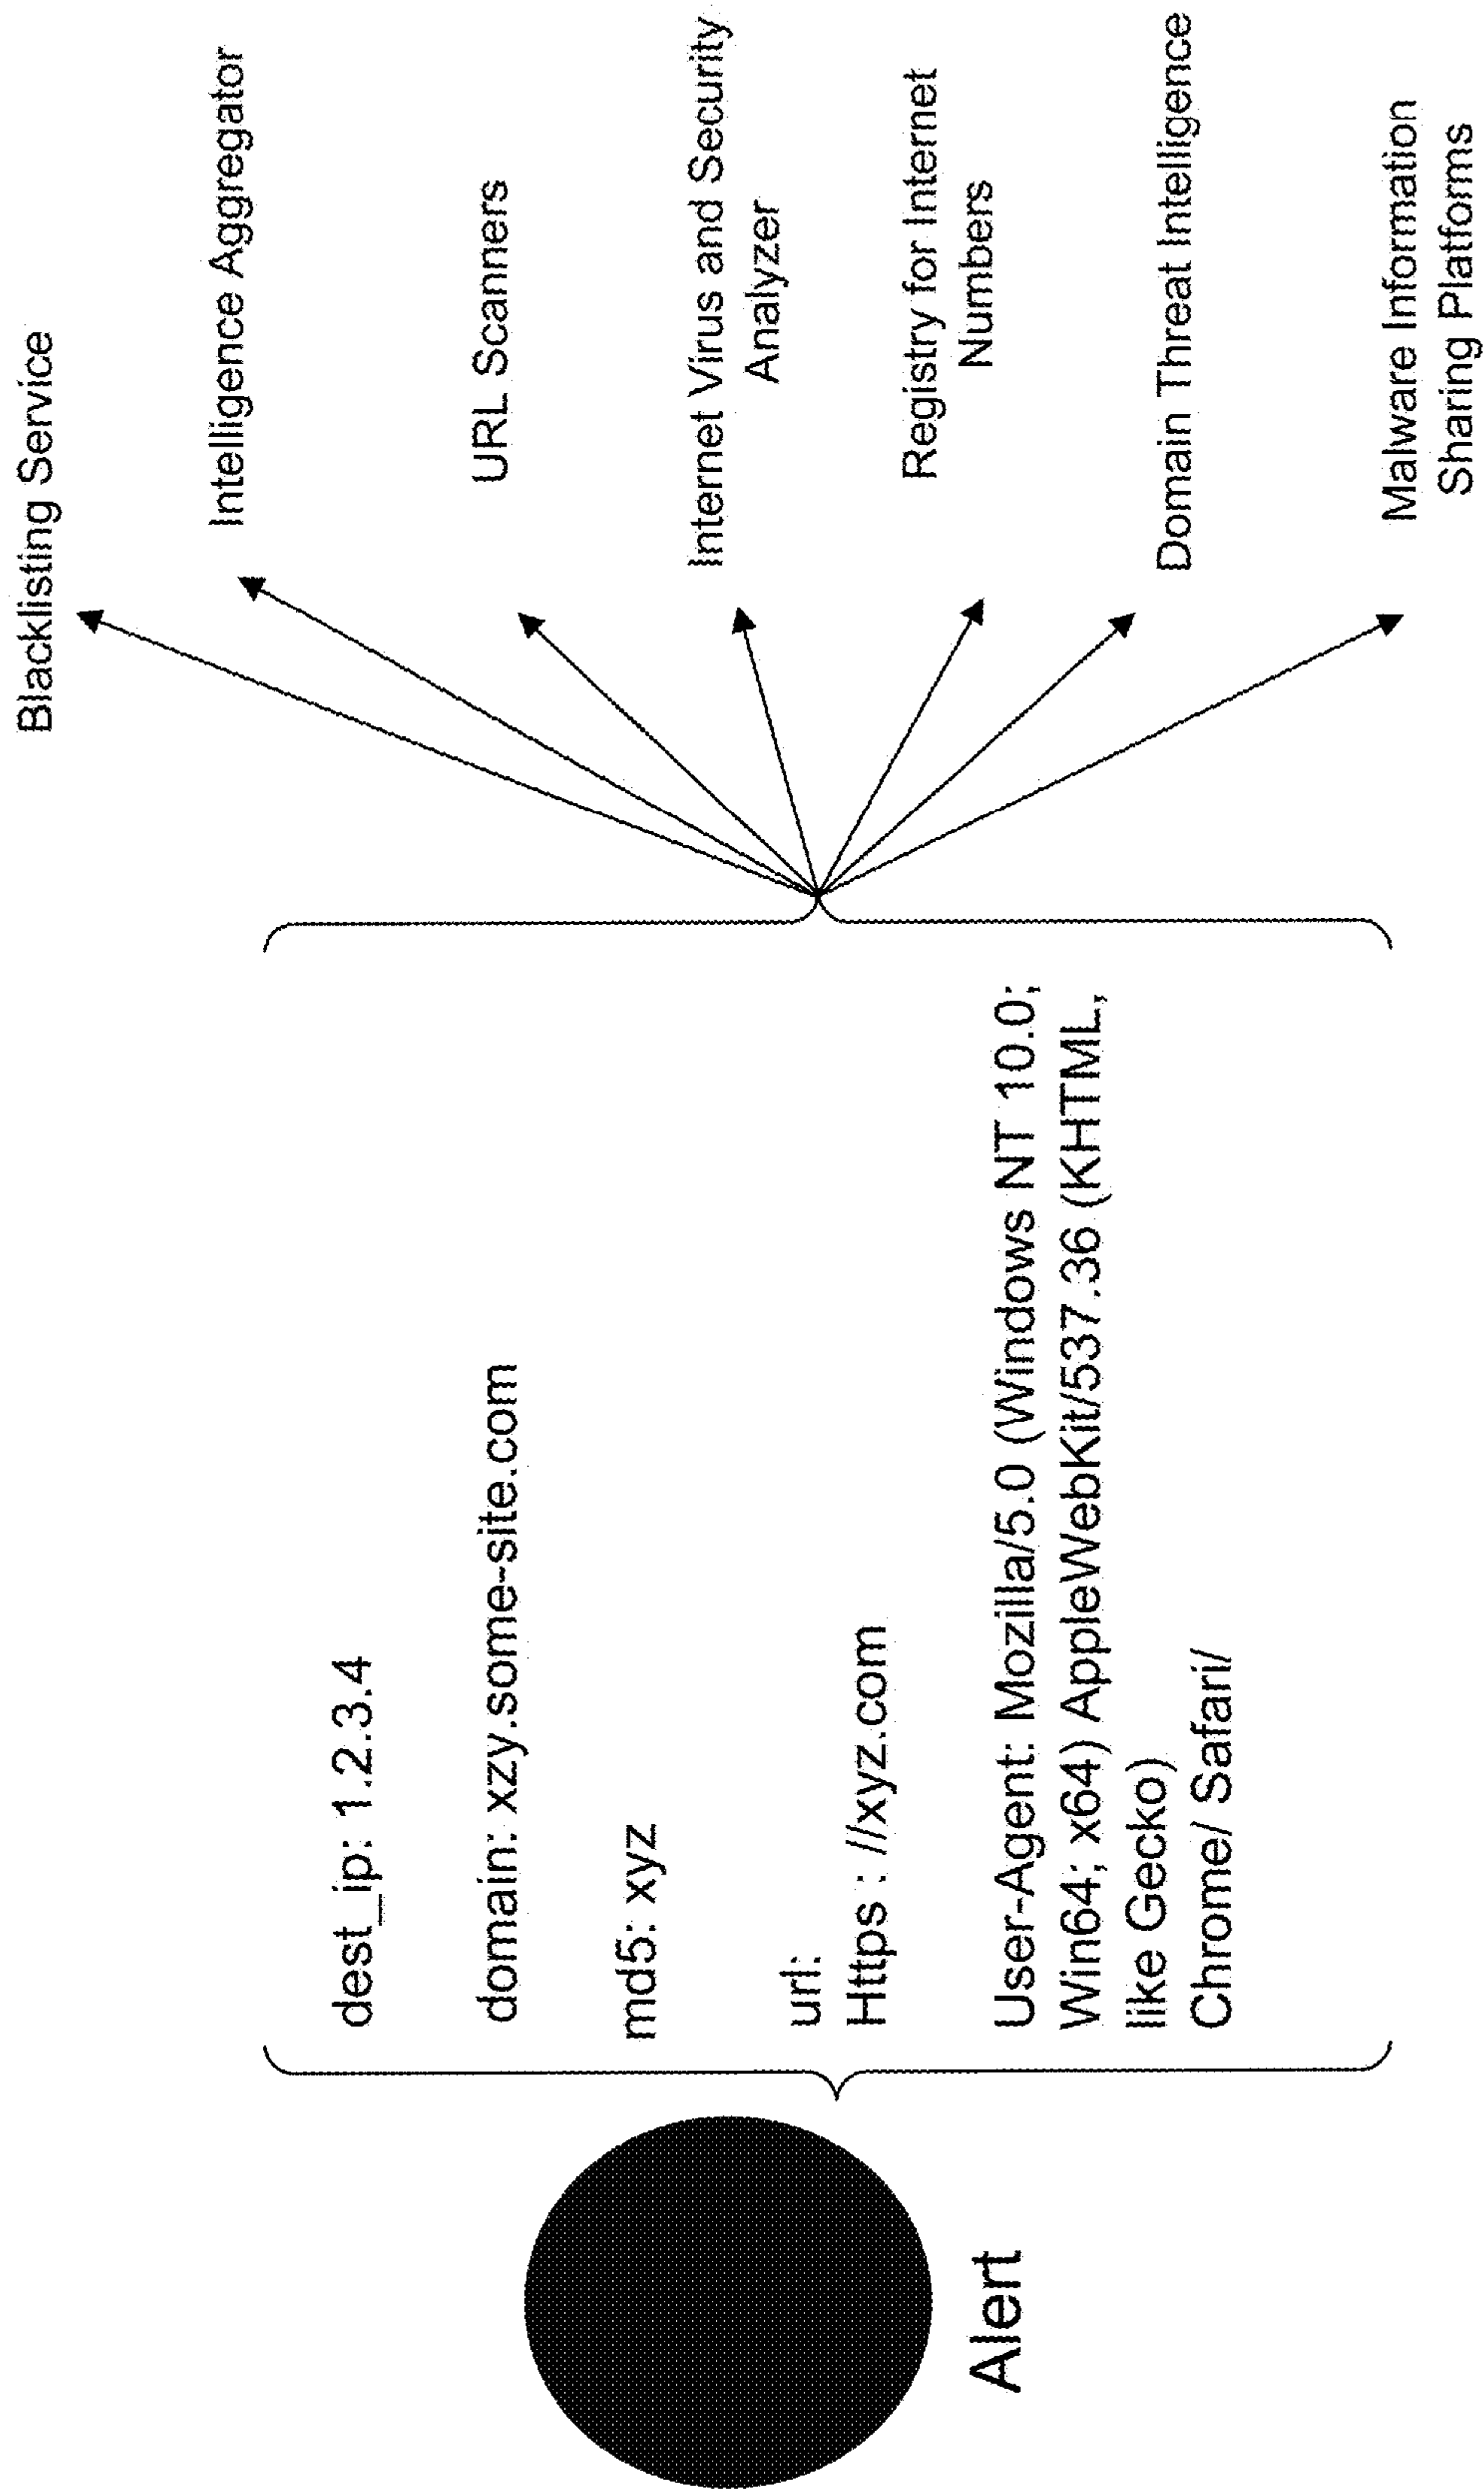 Alert
dest_ip: 1.2.3.4
domain: xzy.some-site.com
md5: xyz
url:
Https : //xyz.com
User-Agent: Mozilla/5.0 (Windows NT 10.0;
Win64; x64) AppleWebKit/537.36 (KHTML,
like Gecko)
Chrome/ Safari/
Blacklisting Service
Intelligence Aggregator
URL Scanners
Internet Virus and Security
Analyzer
Registry for Internet
Numbers
Domain Threat Intelligence
Malware Information
Sharing Platforms